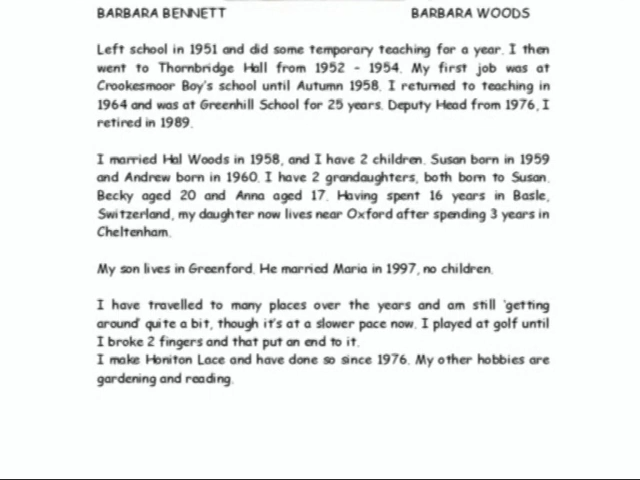 BARBARA BENNETT BARBARA WOODS
Left school in 1951 and did some temporary teaching for a year. I then
went to Thornbridge Hall from 1952 - 1954. My first job was at
Crookesmoor Boy's school until Autumn 1958. I returned to teaching in
1964 and was at Greenhill School for 25 years. Deputy Head from 1976, I
retired in 1989.
I married Hal Woods in 1958, and I have 2 children. Susan born in 1959
and Andrew born in 1960. I have 2 grandaughters, both born to Susan.
Becky aged 20 and Anna aged 17. Having spent 16 years in Basle,
Switzerland, my daughter now lives near Oxford after spending 3 years in
Cheltenham.
My son lives in Greenford. He married Maria in 1997, no children.
I have travelled to many places over the years and am still 'getting
around' quite a bit, though it's at a slower pace now. I played at golf until
I broke 2 fingers and that put an end to it.
I make Honiton Lace and have done so since 1976. My other hobbies are
gardening and reading.